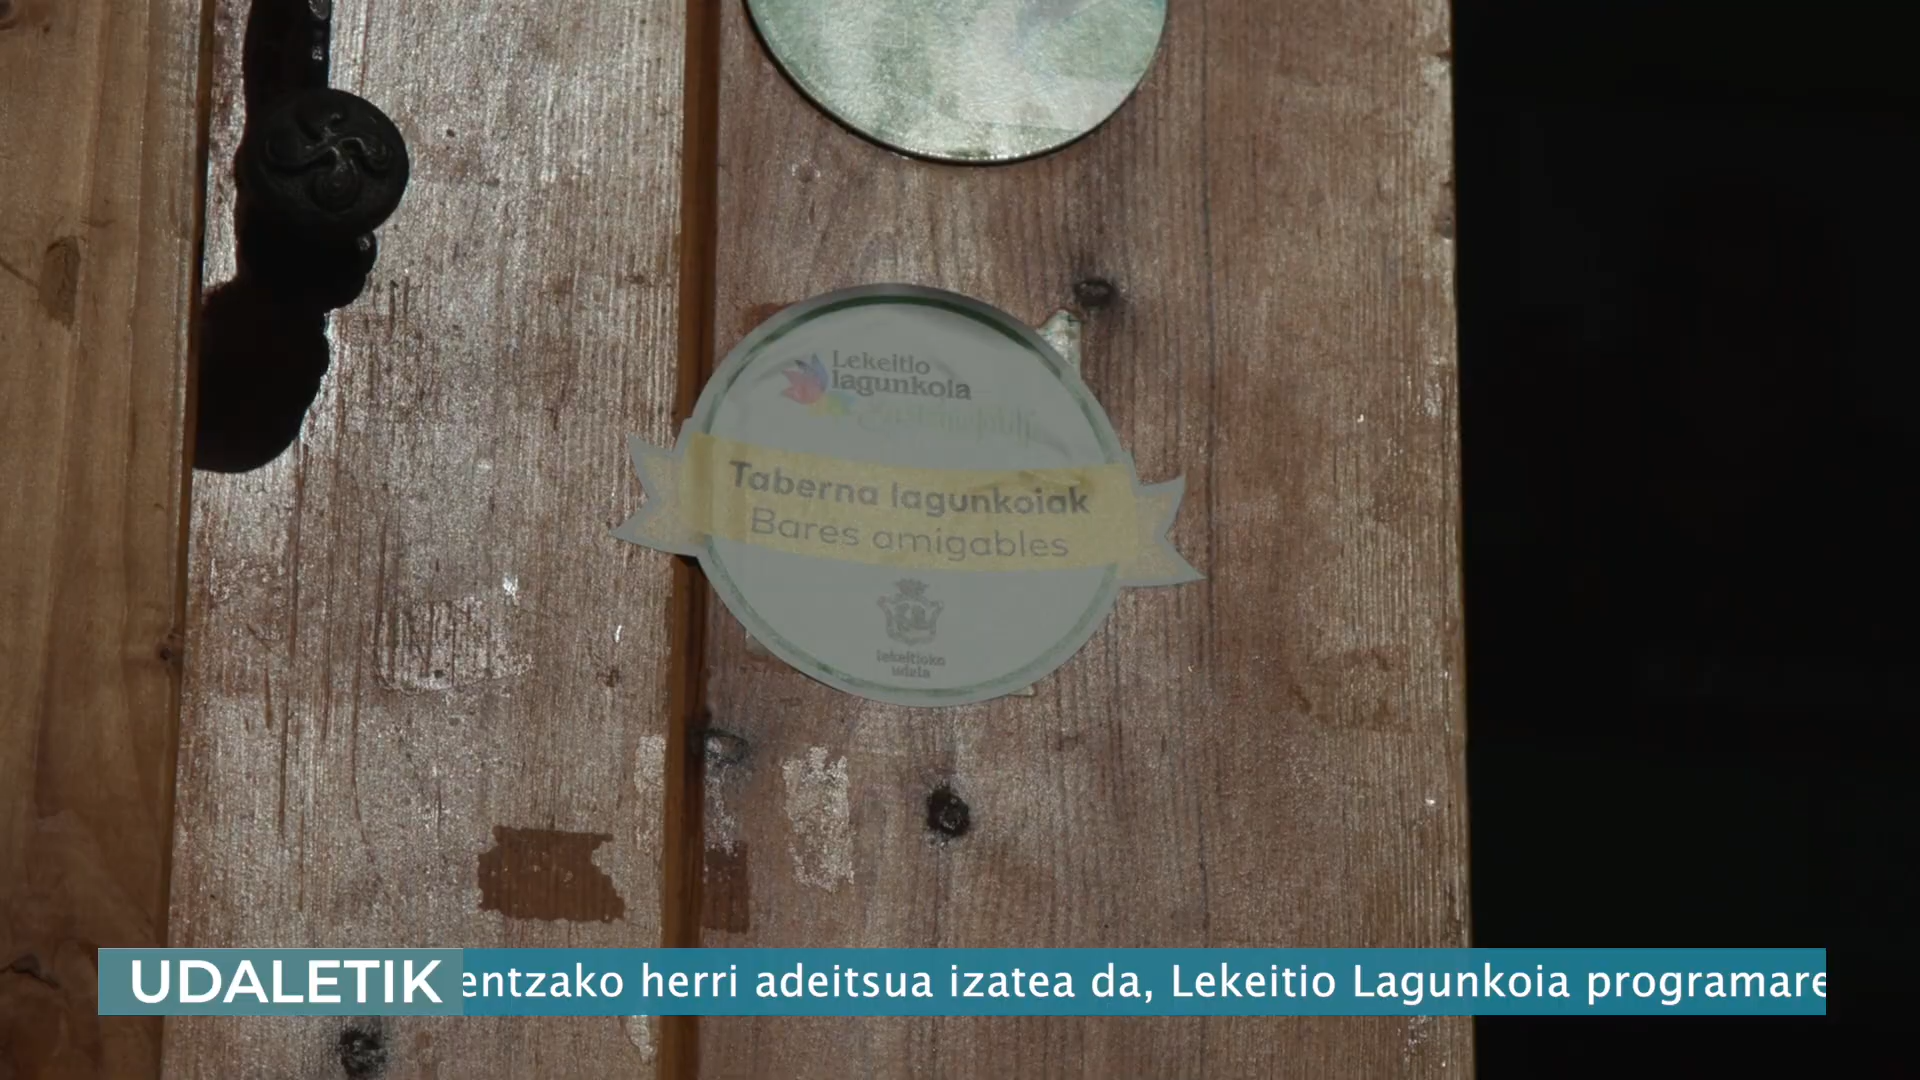 Lekeitio
lagunkoia
Taberna lagunkoiak
Bares amigables
lekeitioko
udala
UDALETIK
entzako herri adeitsua izatea da, Lekeitio Lagunkoia programare